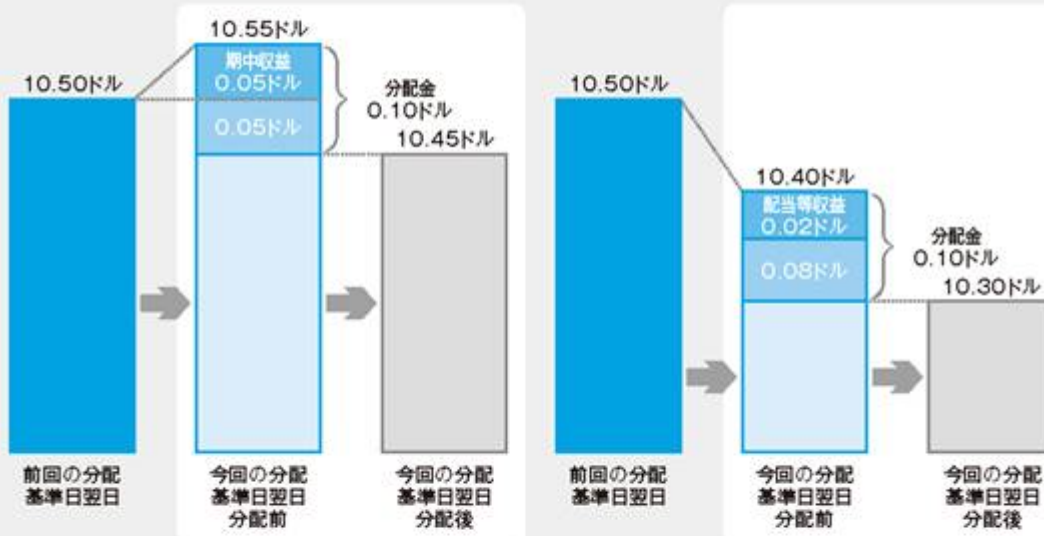 10.50ドル
10.55ドル
期中収益
0.05ドル
0.05ドル
分配金
0.10ドル
10.45ドル
前回の分配
基準日翌日
今回の分配
基準日翌日
分配前
今回の分配
基準日翌日
分配後
10.50ドル
10.40ドル
配当等収益
0.02ドル
0.08ドル
分配金
0.10ドル
10.30ドル
前回の分配
基準日翌日
今回の分配
基準日翌日
分配前
今回の分配
基準日翌日
分配後